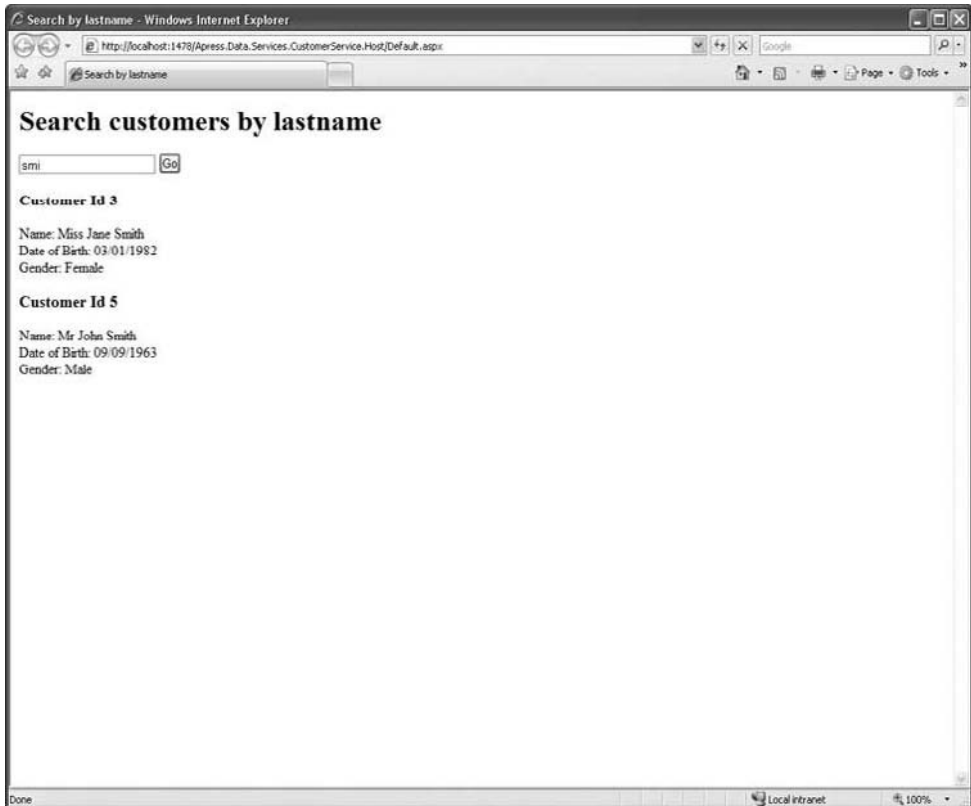 Search by lastname - Windows Internet Explorer
http://localhost:1478/Apress.Data.Services.CustomerService.Host/Default.aspx
Google
Search by lastname
Page
Tools
Search customers by lastname
smi
Go
Customer Id 3
Name: Miss Jane Smith
Date of Birth: 03/01/1982
Gender: Female
Customer Id 5
Name: Mr John Smith
Date of Birth: 09/09/1963
Gender: Male
Done
Local intranet
100%